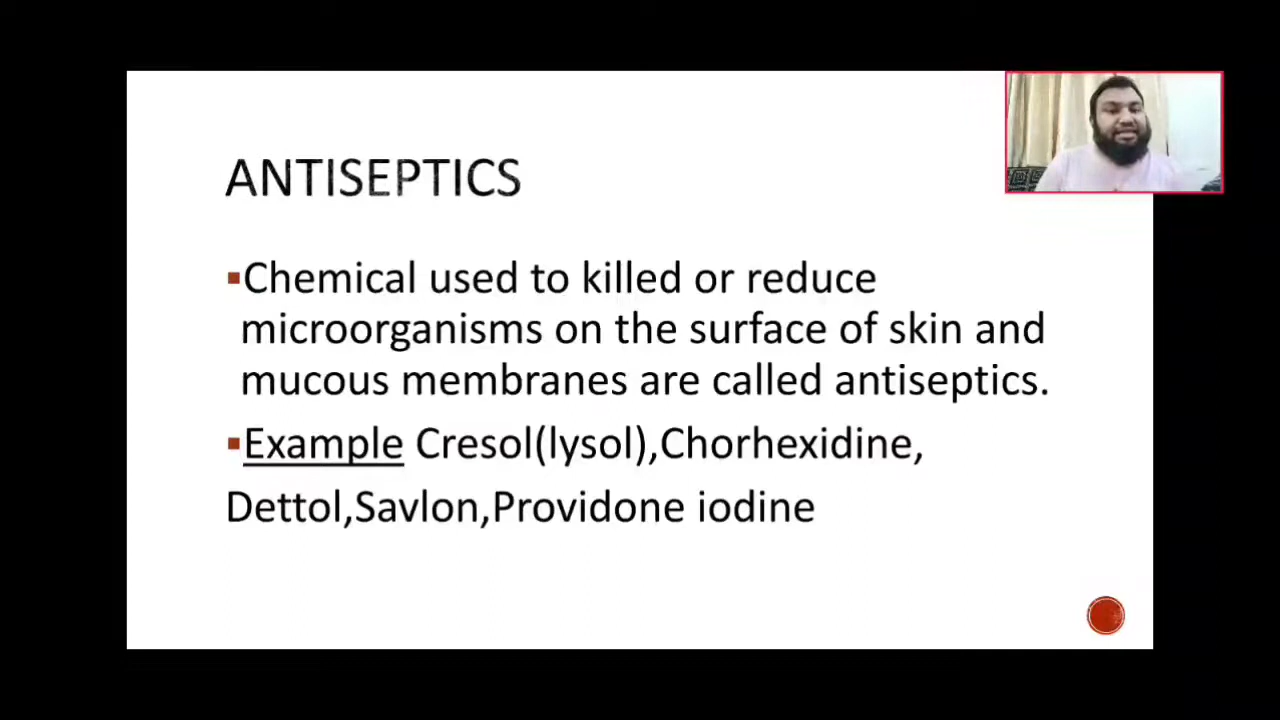 ANTISEPTICS
▪Chemical used to killed or reduce
microorganisms on the surface of skin and
mucous membranes are called antiseptics.
▪Example Cresol(lysol),Chorhexidine,
Dettol,Savlon,Providone iodine